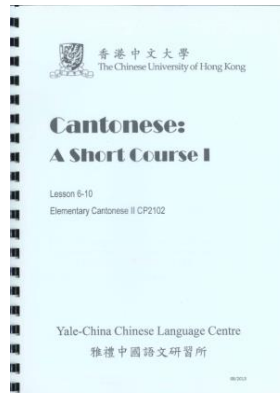 香港中文大學
The Chinese University of Hong Kong
Cantonese:
A Short Course I
Lesson 6-10
Elementary Cantonese II CP2102
Yale-China Chinese Language Centre
雅禮中國語文研習所